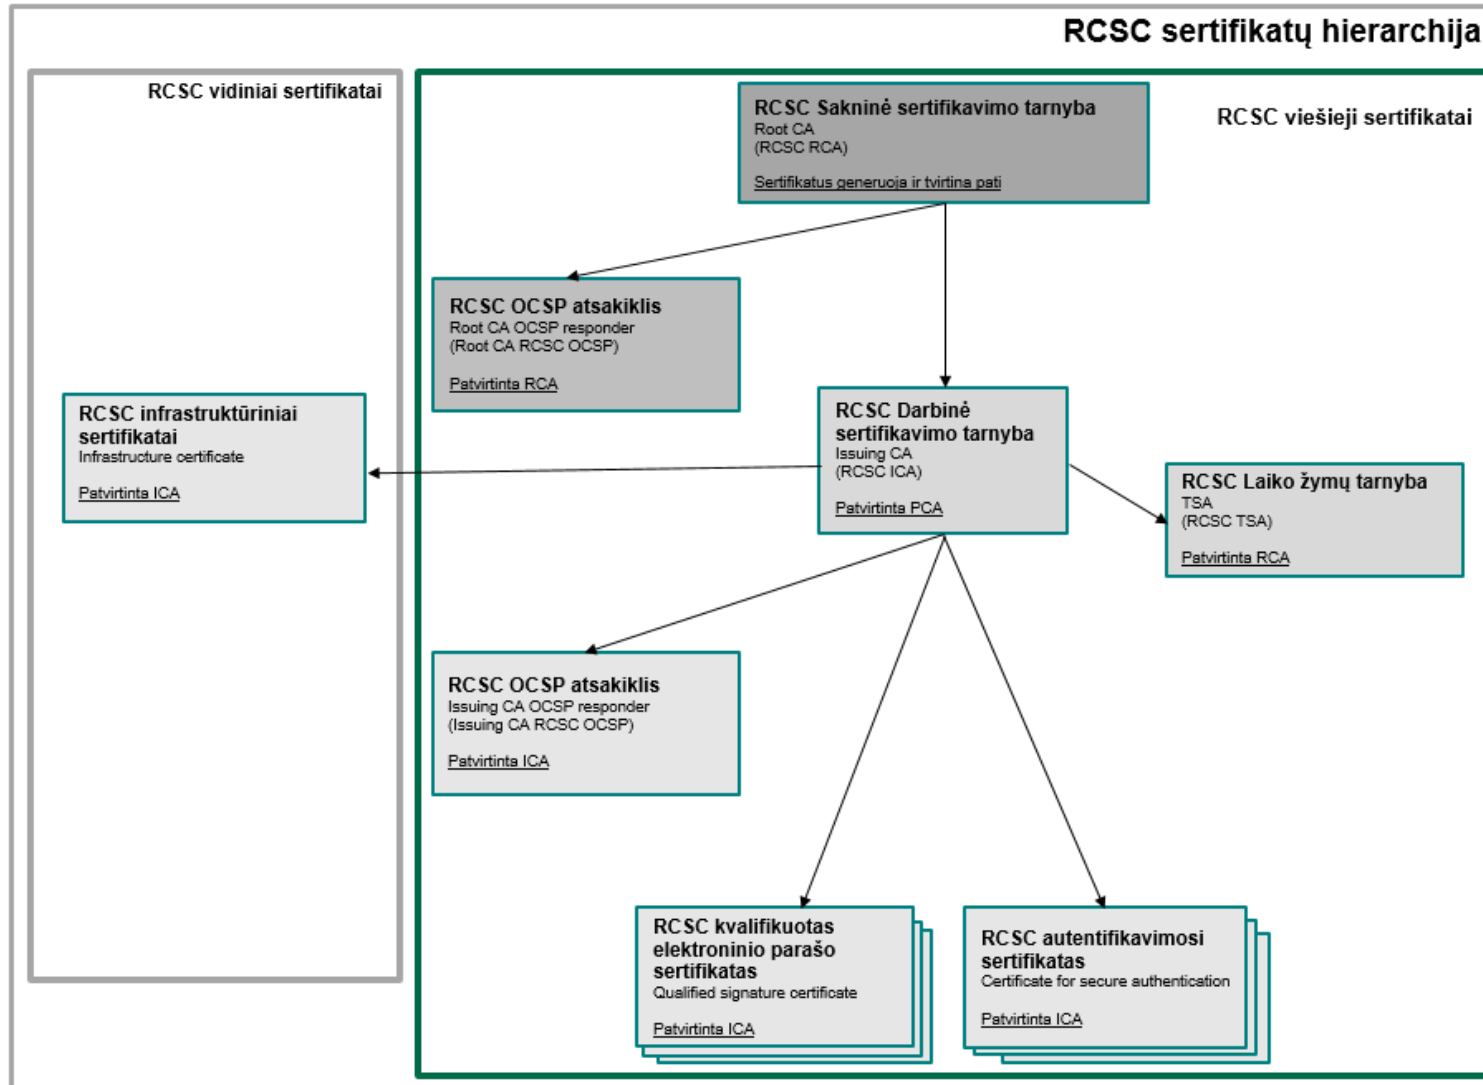 RCSC sertifikatų hierarchija
RCSC vidiniai sertifikatai
RCSC viešieji sertifikatai
RCSC Sakninė sertifikavimo tarnyba
Root CA
(RCSC RCA)
Sertifikatus generuoja ir tvirtina pati
RCSC OCSP atsakiklis
Root CA OCSP responder
(Root CA RCSC OCSP)
Patvirtinta RCA
RCSC infrastruktūriniai
sertifikatai
Infrastructure certificate
Patvirtinta ICA
RCSC Darbinė
sertifikavimo tarnyba
Issuing CA
(RCSC ICA)
Patvirtinta PCA
RCSC Laiko žymų tarnyba
TSA
(RCSC TSA)
Patvirtinta RCA
RCSC OCSP atsakiklis
Issuing CA OCSP responder
(Issuing CA RCSC OCSP)
Patvirtinta ICA
RCSC kvalifikuotas
elektroninio parašo
sertifikatas
Qualified signature certificate
Patvirtinta ICA
RCSC autentifikavimosi
sertifikatas
Certificate for secure authentication
Patvirtinta ICA